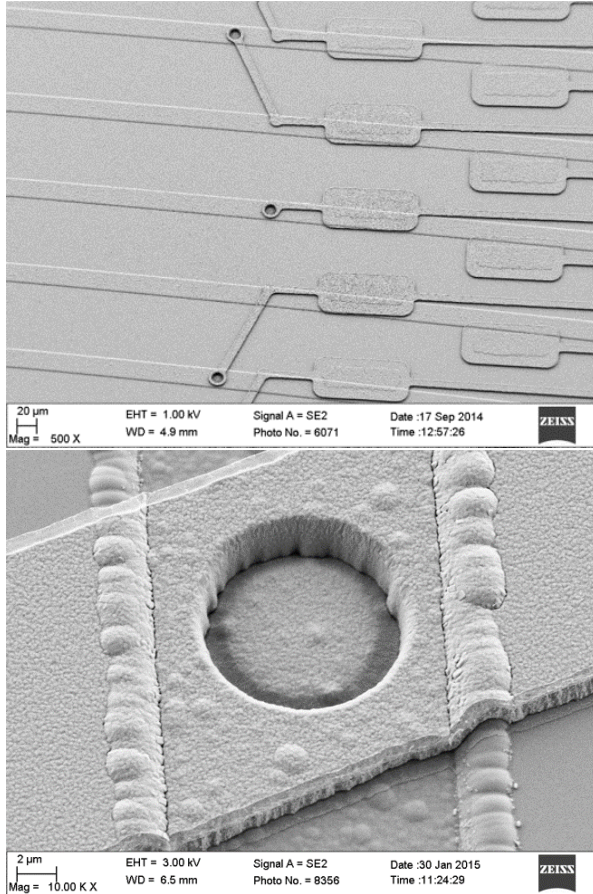 20 µm
Mag = 500 X
EHT = 1.00 kV
WD = 4.9 mm
Signal A = SE2
Photo No. = 6071
Date :17 Sep 2014
Time :12:57:26
ZEISS
2 µm
Mag = 10.00 K X
EHT = 3.00 kV
WD = 6.5 mm
Signal A = SE2
Photo No. = 8356
Date :30 Jan 2015
Time :11:24:29
ZEISS